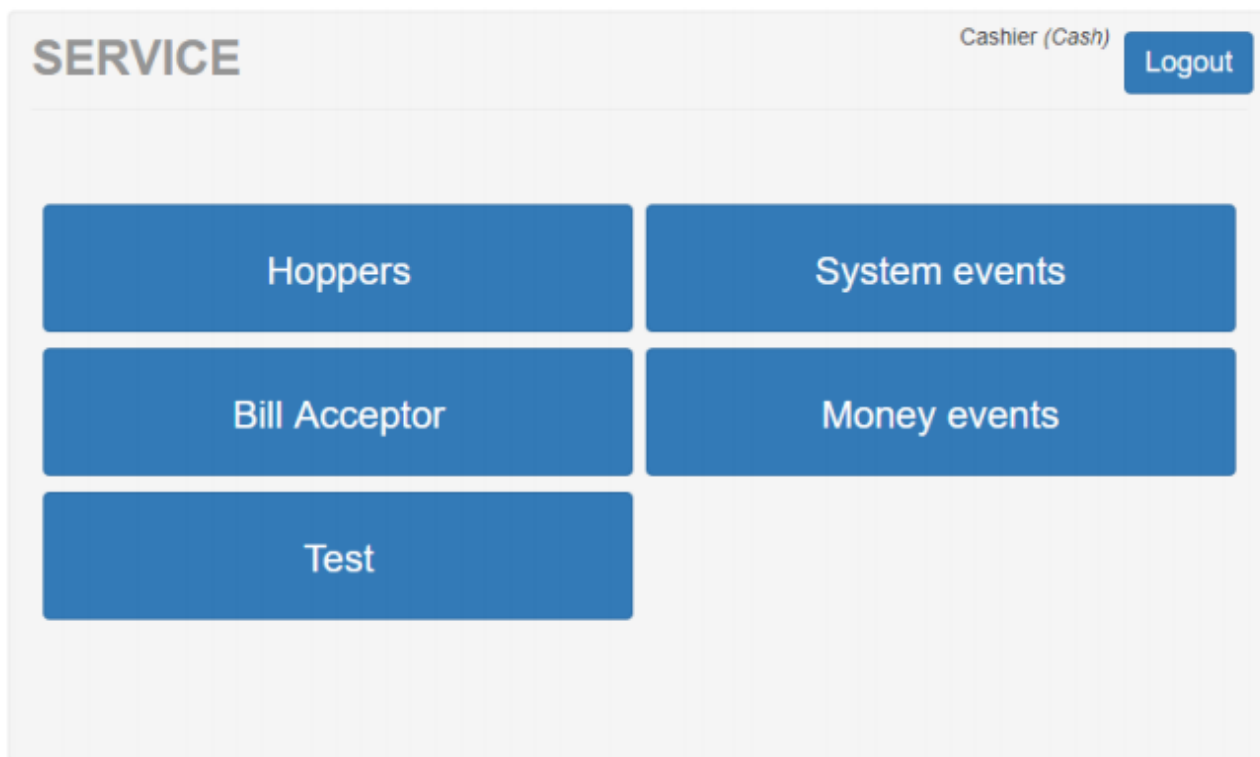 SERVICE
Cashier (Cash)
Logout
Hoppers
System events
Bill Acceptor
Money events
Test